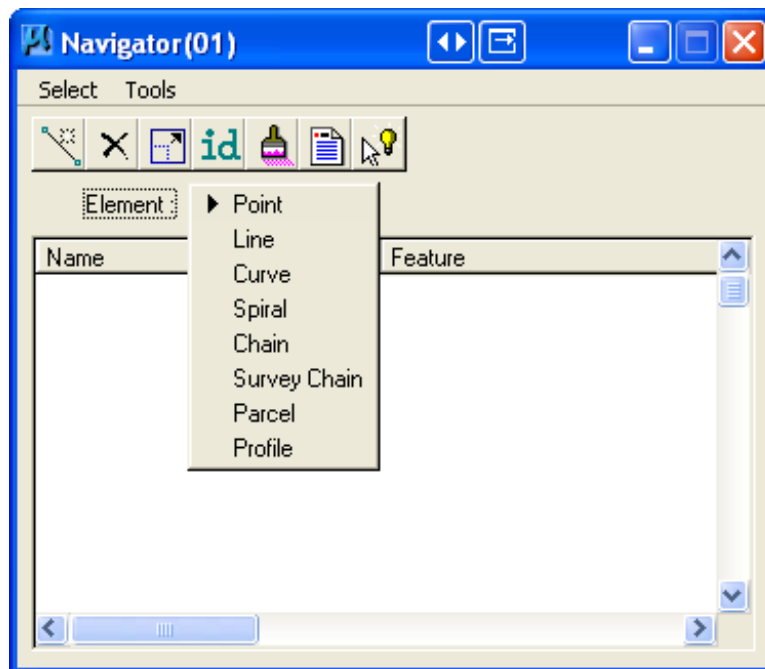 Navigator(01)
Select Tools
id
Element :
Point
Line
Curve
Spiral
Chain
Survey Chain
Parcel
Profile
Name Feature